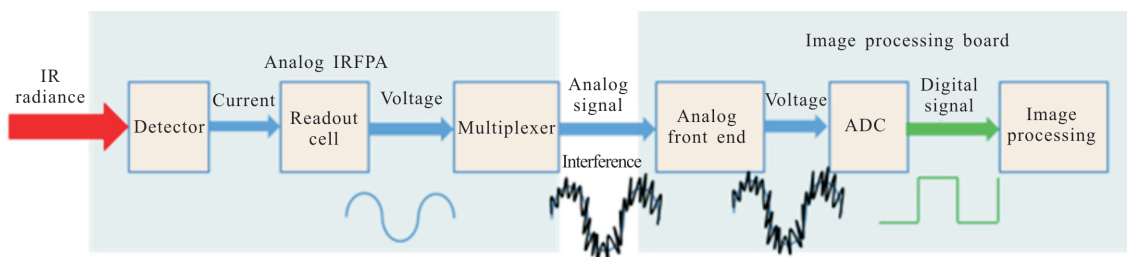 Image processing board
Analog IRFPA
IR
radiance
Detector
Current
Readout
cell
Voltage
Multiplexer
Analog
signal
Interference
Analog
front end
Voltage
ADC
Digital
signal
Image
processing